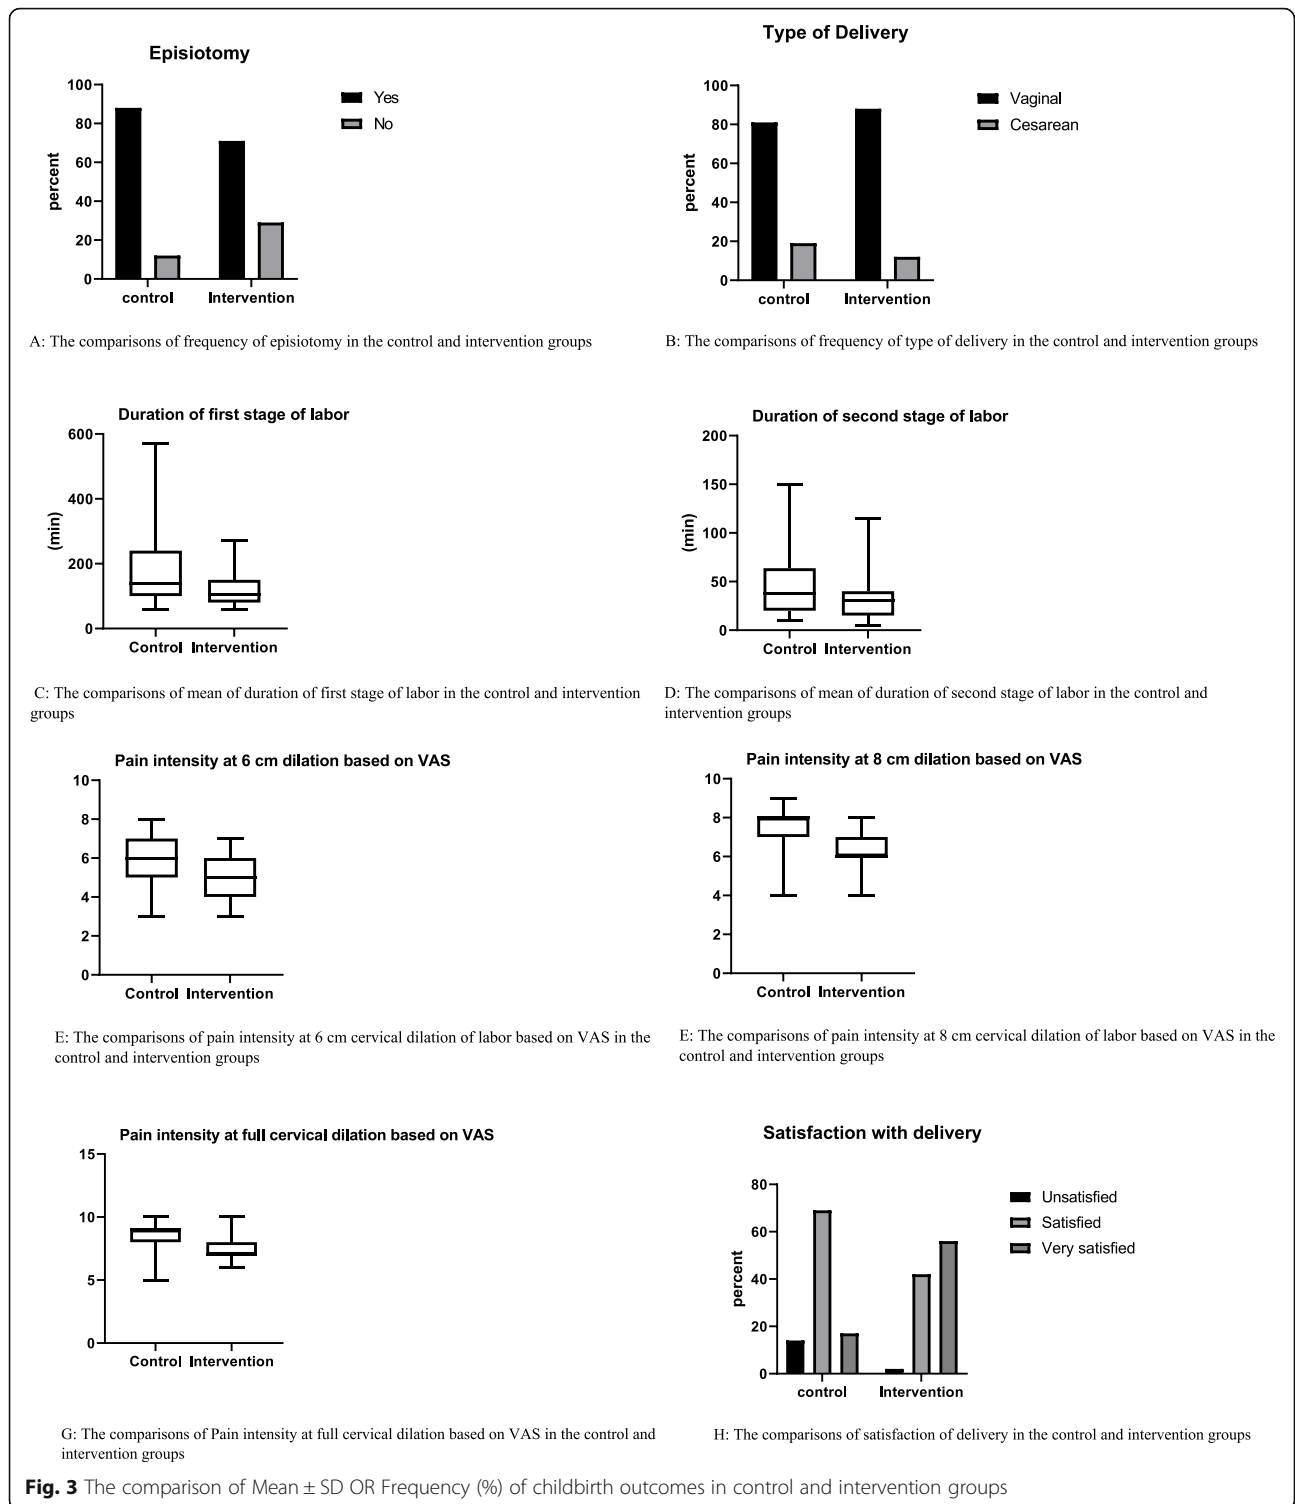 Episiotomy
100
80
60
40
20
0
percent
control Intervention
Yes
No
A: The comparisons of frequency of episiotomy in the control and intervention groups
Type of Delivery
100
80
60
40
20
0
percent
control Intervention
Vaginal
Cesarean
B: The comparisons of frequency of type of delivery in the control and intervention groups
Duration of first stage of labor
600
400
200
0
(min)
Control Intervention
C: The comparisons of mean of duration of first stage of labor in the control and intervention
groups
Duration of second stage of labor
200
150
100
50
0
(min)
Control Intervention
D: The comparisons of mean of duration of second stage of labor in the control and
intervention groups
Pain intensity at 6 cm dilation based on VAS
10
8
6
4
2
0
Control Intervention
E: The comparisons of pain intensity at 6 cm cervical dilation of labor based on VAS in the
control and intervention groups
Pain intensity at 8 cm dilation based on VAS
10
8
6
4
2
0
Control Intervention
E: The comparisons of pain intensity at 8 cm cervical dilation of labor based on VAS in the
control and intervention groups
Pain intensity at full cervical dilation based on VAS
15
10
5
0
Control Intervention
G: The comparisons of Pain intensity at full cervical dilation based on VAS in the control and
intervention groups
Satisfaction with delivery
80
60
40
20
0
percent
control Intervention
Unsatisfied
Satisfied
Very satisfied
H: The comparisons of satisfaction of delivery in the control and intervention groups
Fig. 3 The comparison of Mean ± SD OR Frequency (%) of childbirth outcomes in control and intervention groups